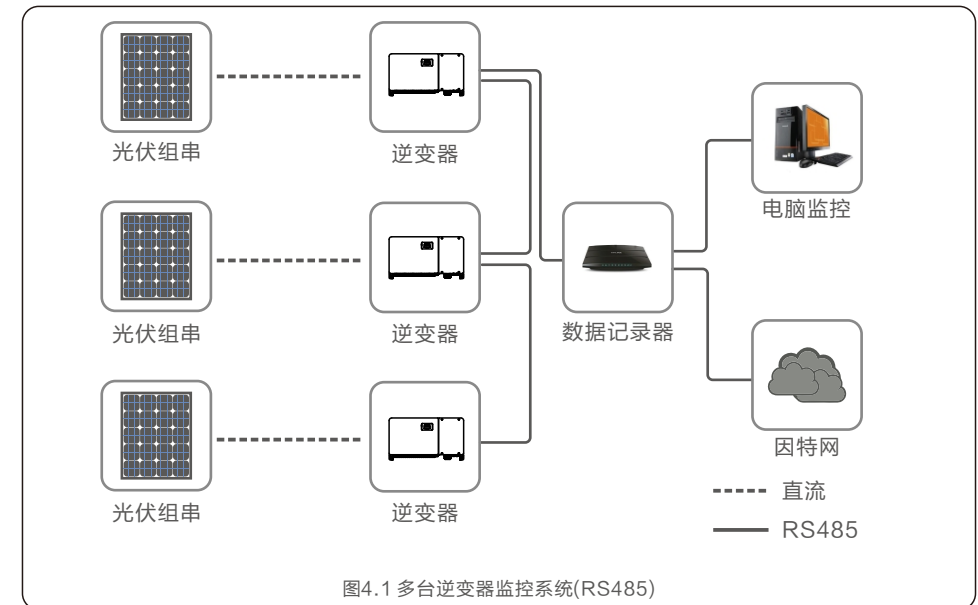 光伏组串
逆变器
电脑监控
光伏组串
逆变器
数据记录器
因特网
光伏组串
逆变器
直流
RS485
图4.1 多台逆变器监控系统(RS485)